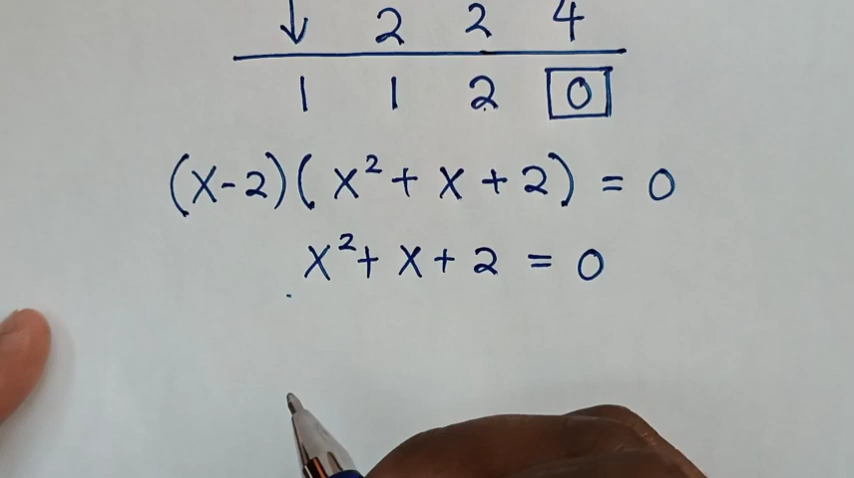 ↓ 2 2 4
1 1 2 0
(x-2)(x²+x+2) = 0
x²+x+2 = 0